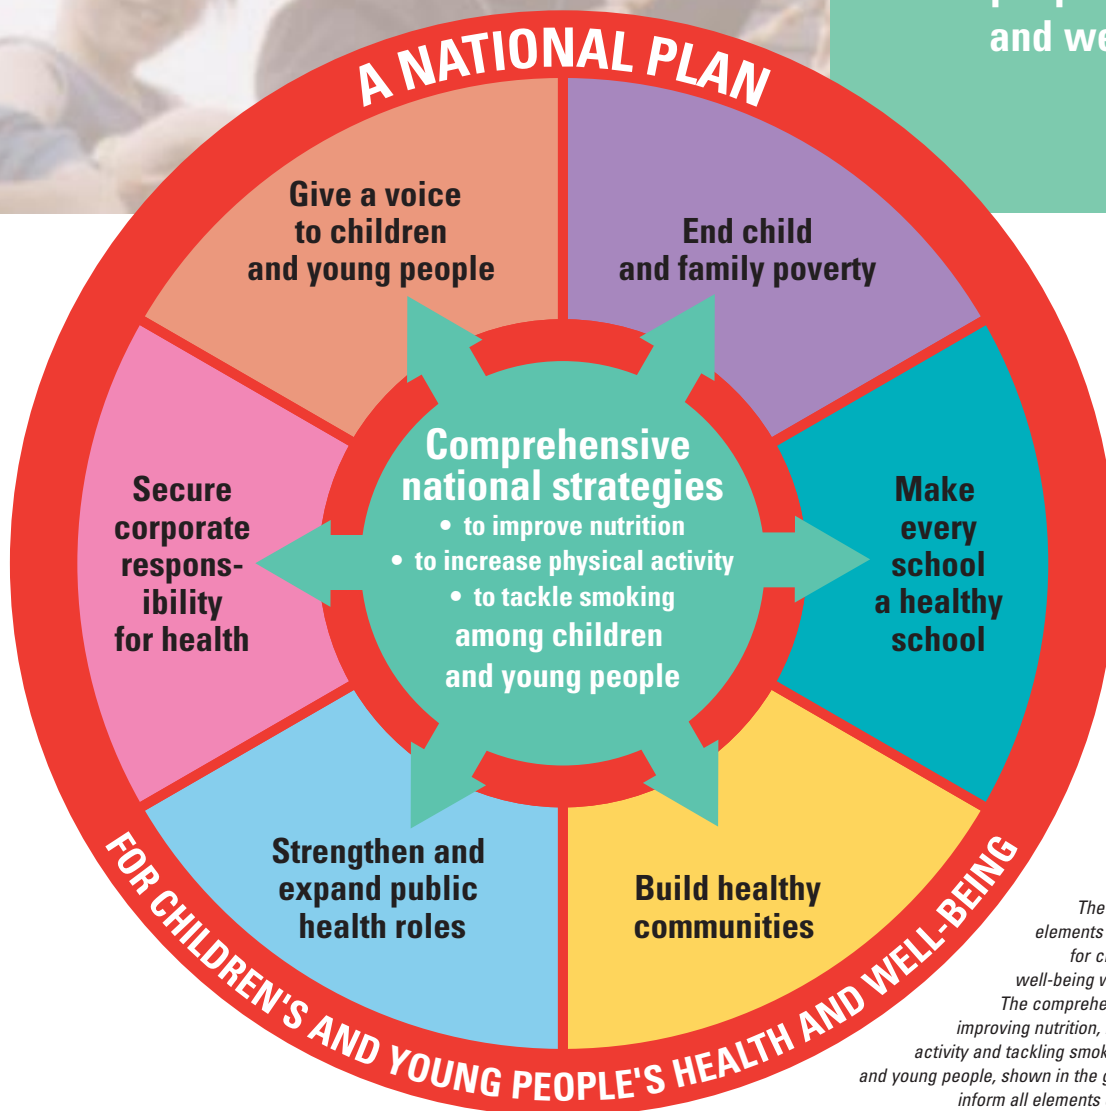 and we
A NATIONAL PLAN
Give a voice
to children
and young people
End child
and family poverty
Secure
corporate
respons-
ibility
for health
Comprehensive
national strategies
• to improve nutrition
• to increase physical activity
• to tackle smoking
among children
and young people
Make
every
school
a healthy
school
Strengthen and
expand public
health roles
Build healthy
communities
FOR CHILDREN'S AND YOUNG PEOPLE'S HEALTH AND WELL-BEING
The
elements
for c
well-being w
The comprehe
improving nutrition,
activity and tackling smok
and young people, shown in the g
inform all elements